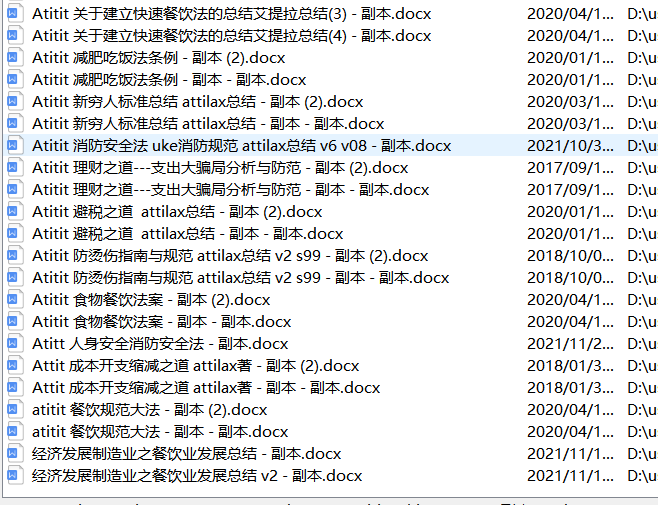 Atitit 关于建立快速餐饮法的总结艾提拉总结(3) - 副本.docx 2020/04/1... D:\u
Atitit 关于建立快速餐饮法的总结艾提拉总结(4) - 副本.docx 2020/04/1... D:\u
Atitit 减肥吃饭法条例 - 副本 (2).docx 2020/01/1... D:\u
Atitit 减肥吃饭法条例 - 副本 - 副本.docx 2020/01/1... D:\u
Atitit 新穷人标准总结 attilax总结 - 副本 (2).docx 2020/03/1... D:\u
Atitit 新穷人标准总结 attilax总结 - 副本 - 副本.docx 2020/03/1... D:\u
Atitit 消防安全法 uke消防规范 attilax总结 v6 v08 - 副本.docx 2021/10/3... D:\u
Atitit 理财之道---支出大骗局分析与防范 - 副本 (2).docx 2017/09/1... D:\u
Atitit 理财之道---支出大骗局分析与防范 - 副本 - 副本.docx 2017/09/1... D:\u
Atitit 避税之道  attilax总结 - 副本 (2).docx 2020/01/1... D:\u
Atitit 避税之道  attilax总结 - 副本 - 副本.docx 2020/01/1... D:\u
Atitit 防烫伤指南与规范 attilax总结 v2 s99 - 副本 (2).docx 2018/10/0... D:\u
Atitit 防烫伤指南与规范 attilax总结 v2 s99 - 副本 - 副本.docx 2018/10/0... D:\u
Atitit 食物餐饮法案 - 副本 (2).docx 2020/04/1... D:\u
Atitit 食物餐饮法案 - 副本 - 副本.docx 2020/04/1... D:\u
Atitt 人身安全消防安全法 - 副本.docx 2021/11/2... D:\u
Attit 成本开支缩减之道 attilax著 - 副本 (2).docx 2018/01/3... D:\u
Attit 成本开支缩减之道 attilax著 - 副本 - 副本.docx 2018/01/3... D:\u
atitit 餐饮规范大法 - 副本 (2).docx 2020/04/1... D:\u
atitit 餐饮规范大法 - 副本 - 副本.docx 2020/04/1... D:\u
经济发展制造业之餐饮业发展总结 - 副本.docx 2021/11/1... D:\u
经济发展制造业之餐饮业发展总结 v2 - 副本.docx 2021/11/1... D:\u